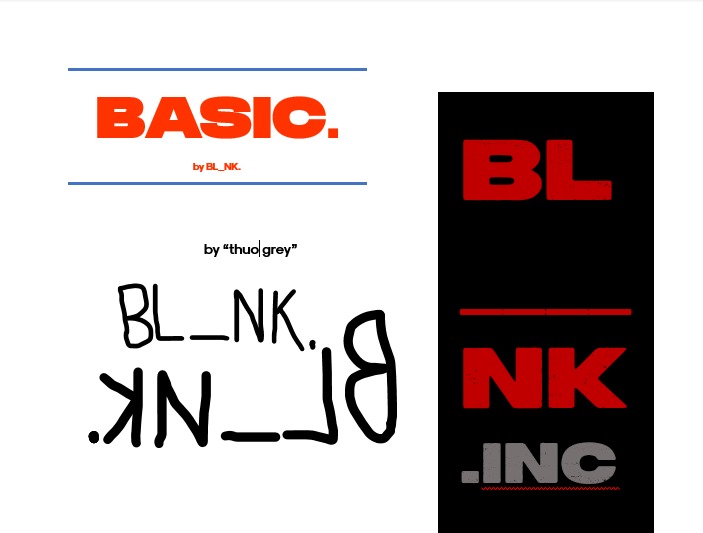 BASIC.
by BL_NK.
by “thuo grey”
BL_NK.
BL_NK.
BL
_
NK
.INC